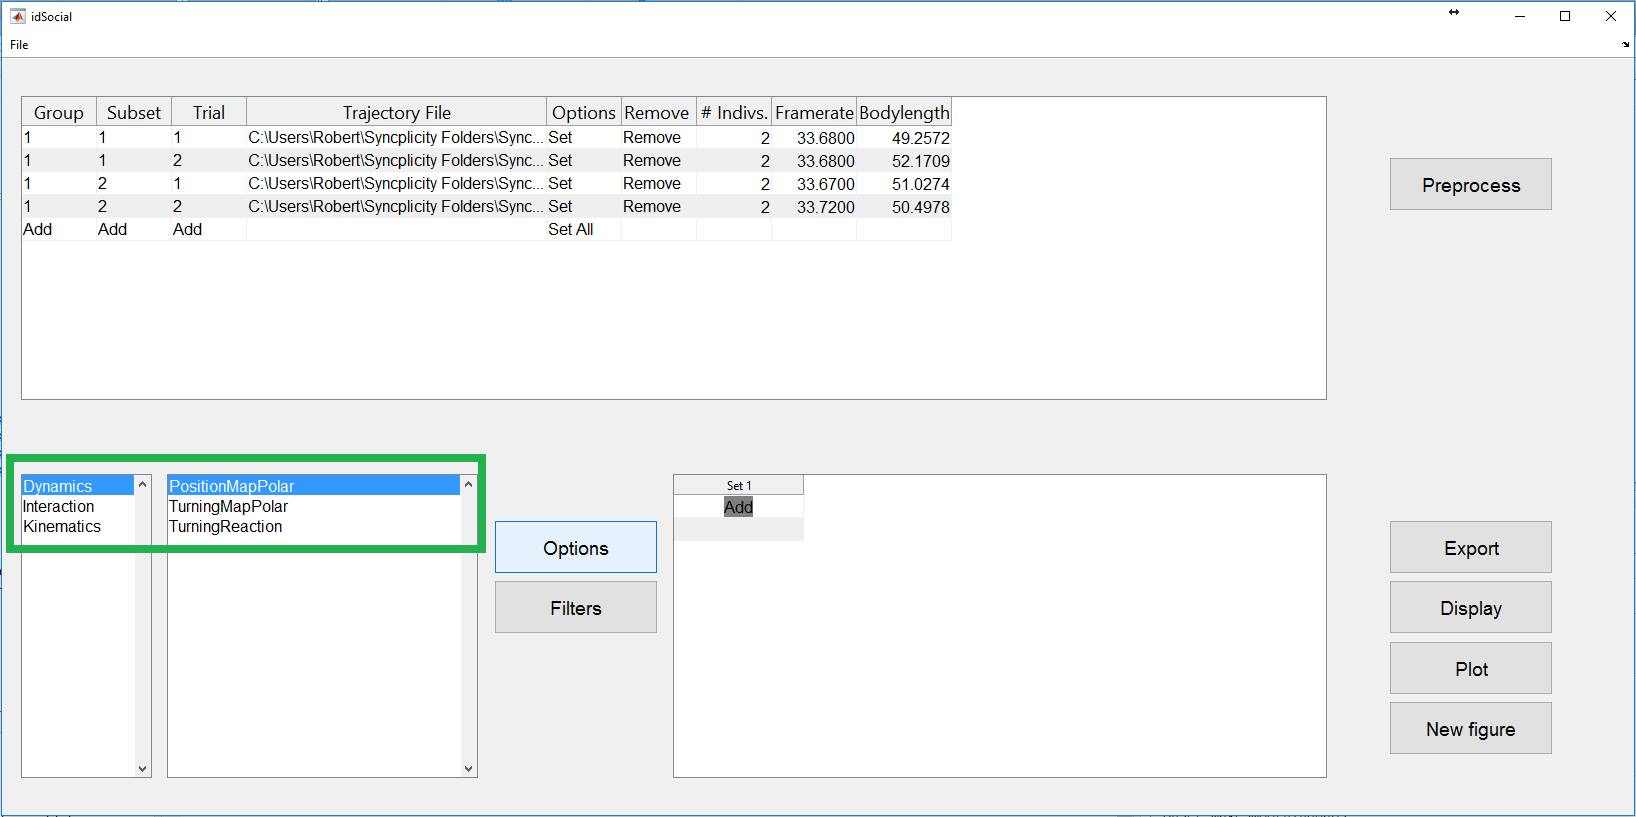 idSocial
File
Group Subset Trial Trajectory File Options Remove # Indivs. Framerate Bodylength
1 1 1 C:\Users\Robert\Syncplicity Folders\Sync... Set Remove 2 33.6800 49.2572
1 1 2 C:\Users\Robert\Syncplicity Folders\Sync... Set Remove 2 33.6800 52.1709
1 2 1 C:\Users\Robert\Syncplicity Folders\Sync... Set Remove 2 33.6700 51.0274
1 2 2 C:\Users\Robert\Syncplicity Folders\Sync... Set Remove 2 33.7200 50.4978
Add Add Add Set All
Preprocess
Dynamics
Interaction
Kinematics
PositionMapPolar
TurningMapPolar
TurningReaction
Options
Filters
Set 1
Add
Export
Display
Plot
New figure